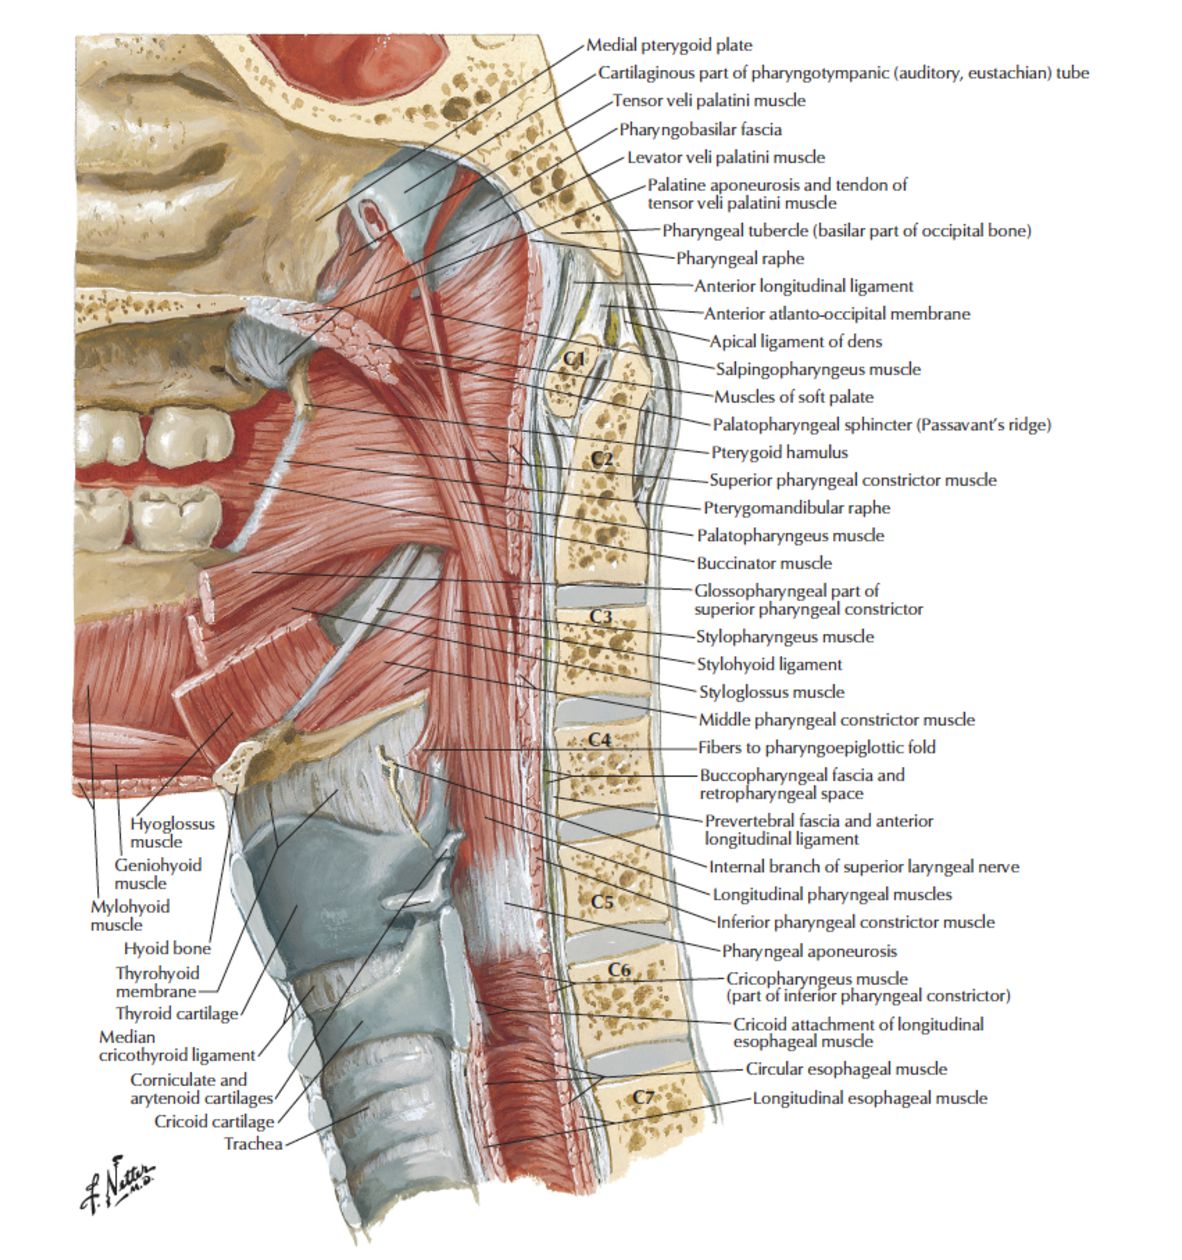 Medial pterygoid plate
Cartilaginous part of pharyngotympanic (auditory, eustachian) tube
Tensor veli palatini muscle
Pharyngobasilar fascia
Levator veli palatini muscle
Palatine aponeurosis and tendon of
tensor veli palatini muscle
Pharyngeal tubercle (basilar part of occipital bone)
Pharyngeal raphe
Anterior longitudinal ligament
Anterior atlanto-occipital membrane
Apical ligament of dens
Salpingopharyngeus muscle
Muscles of soft palate
Palatopharyngeal sphincter (Passavant's ridge)
Pterygoid hamulus
Superior pharyngeal constrictor muscle
Pterygomandibular raphe
Palatopharyngeus muscle
Buccinator muscle
Glossopharyngeal part of
superior pharyngeal constrictor
Stylopharyngeus muscle
Stylohyoid ligament
Styloglossus muscle
Middle pharyngeal constrictor muscle
Fibers to pharyngoepiglottic fold
Buccopharyngeal fascia and
retropharyngeal space
Prevertebral fascia and anterior
longitudinal ligament
Internal branch of superior laryngeal nerve
Longitudinal pharyngeal muscles
Inferior pharyngeal constrictor muscle
Pharyngeal aponeurosis
Cricopharyngeus muscle
(part of inferior pharyngeal constrictor)
Cricoid attachment of longitudinal
esophageal muscle
Circular esophageal muscle
Longitudinal esophageal muscle
C1
C2
C3
C4
C5
C6
C7
Hyoglossus
muscle
Geniohyoid
muscle
Mylohyoid
muscle
Hyoid bone
Thyrohyoid
membrane
Thyroid cartilage
Median
cricothyroid ligament
Corniculate and
arytenoid cartilages
Cricoid cartilage
Trachea
F. Netter
M.D.